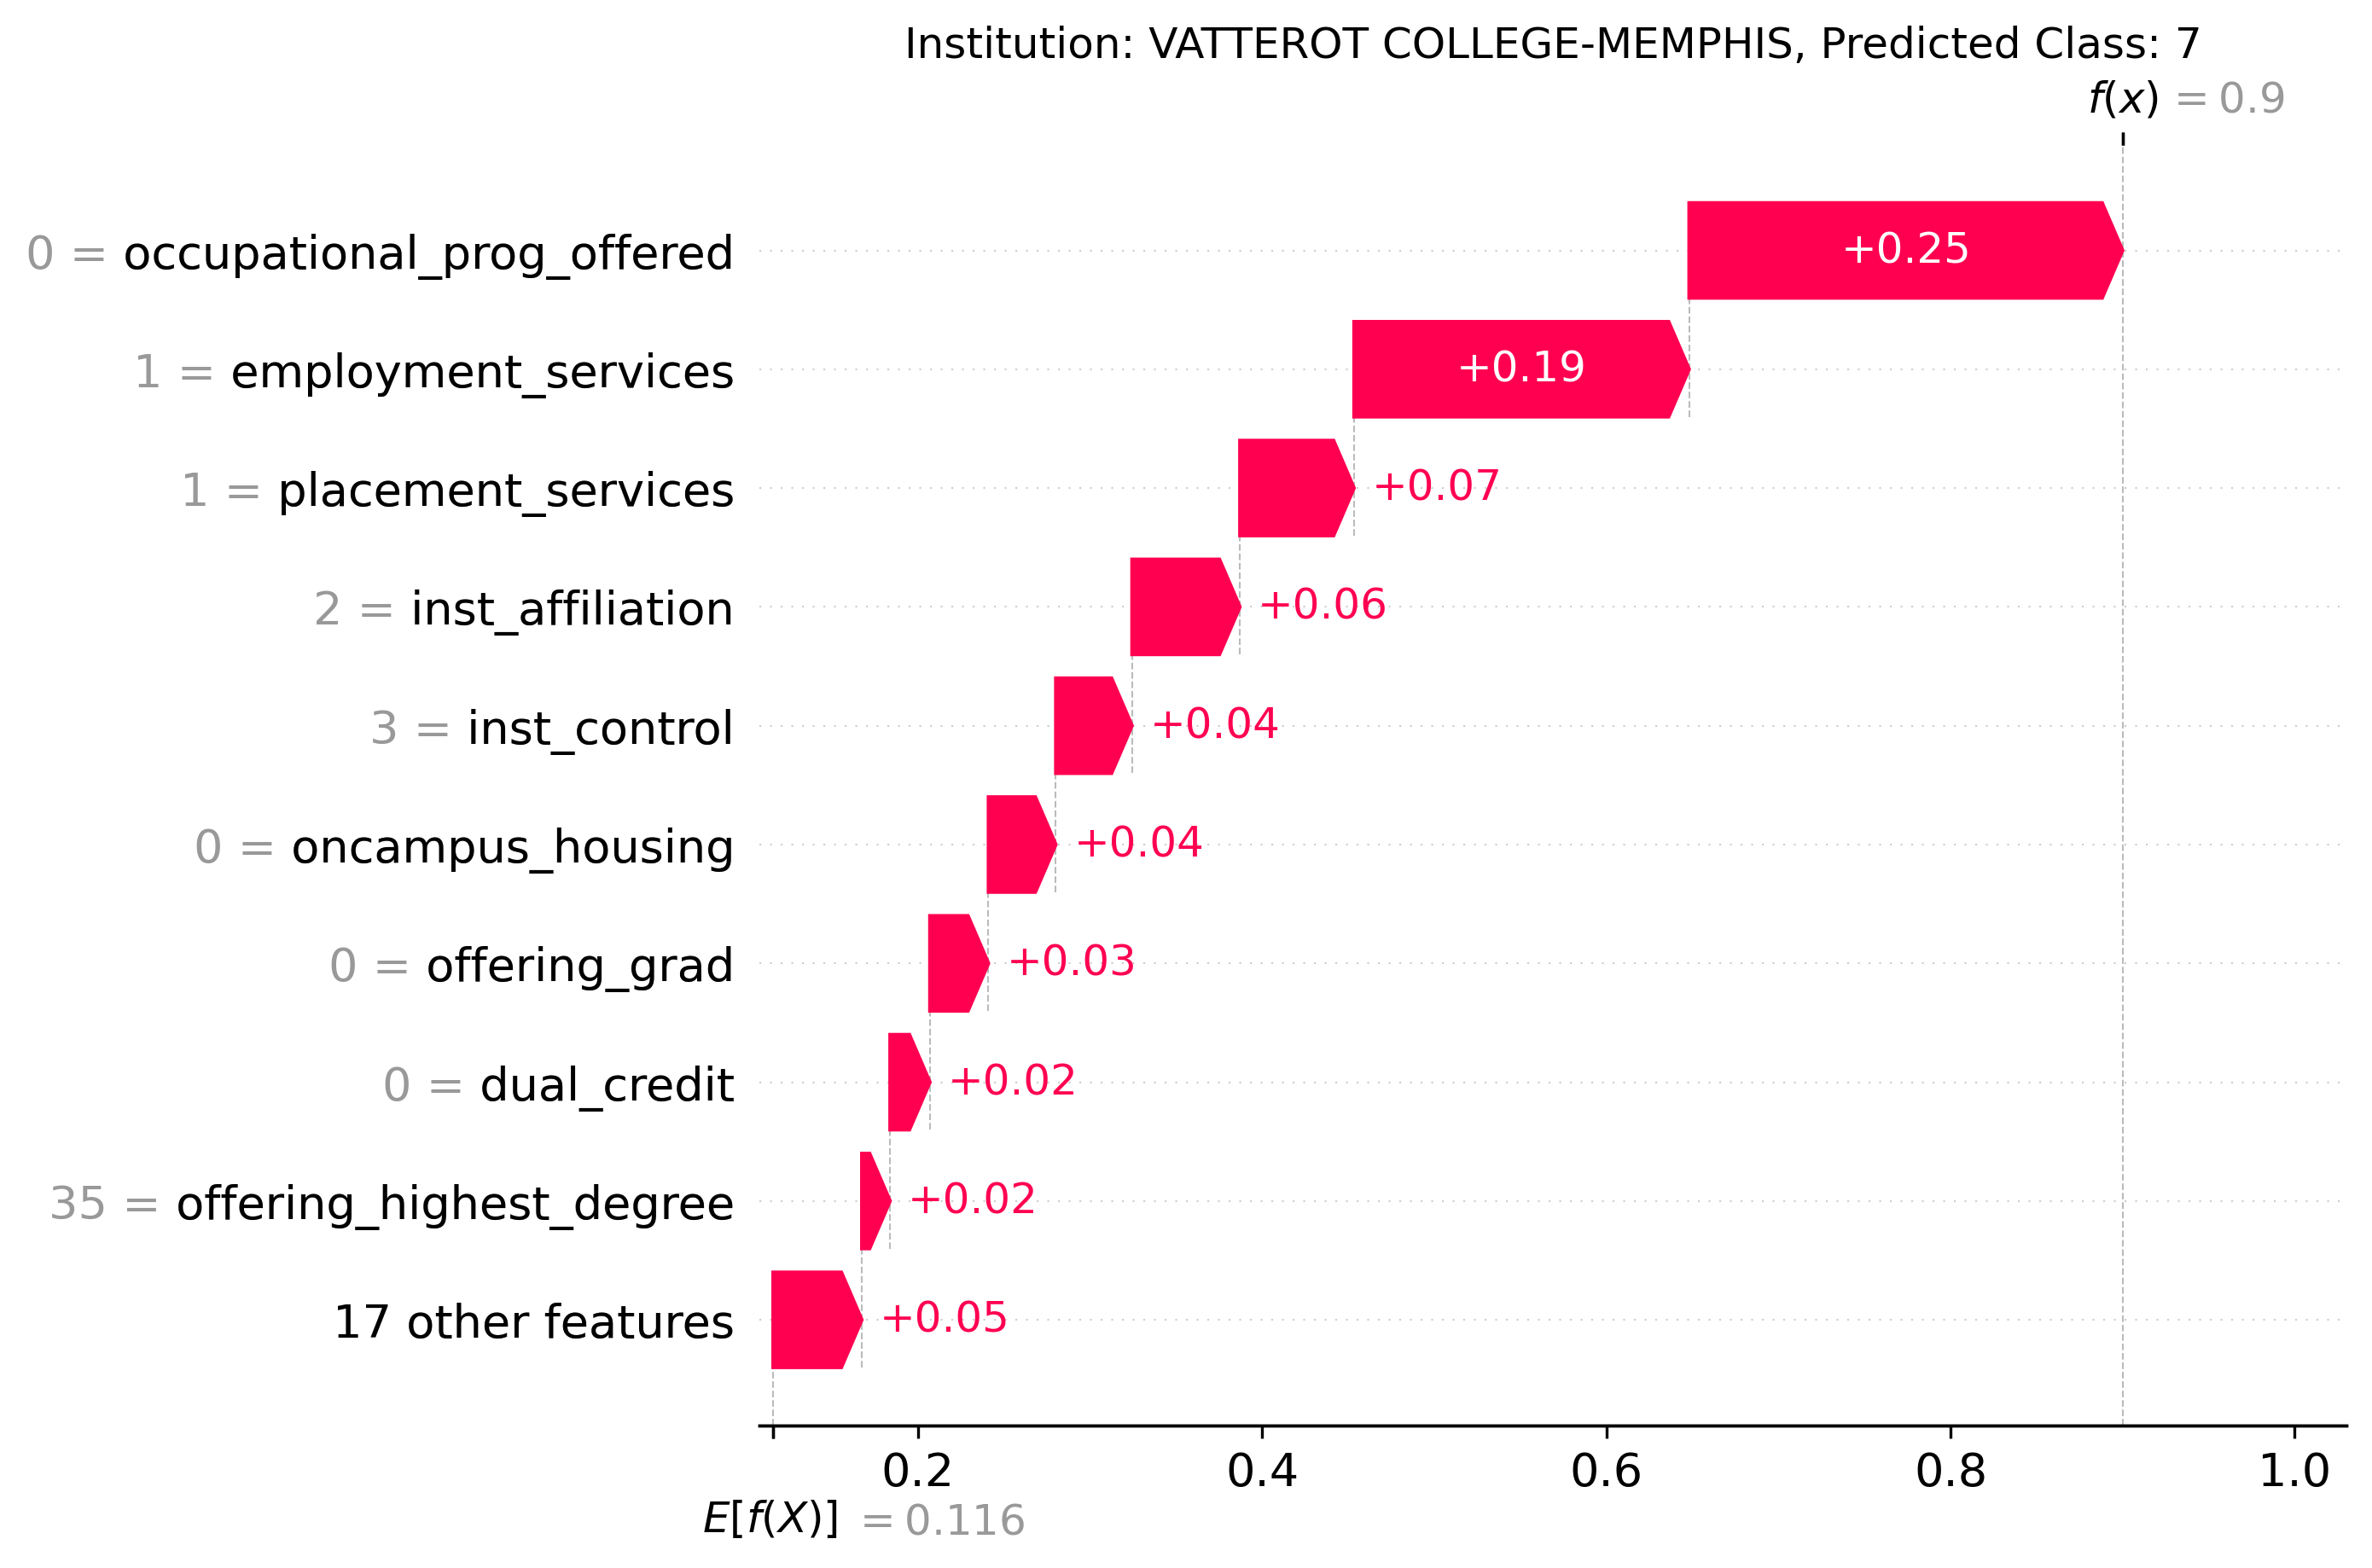 Institution: VATTEROT COLLEGE-MEMPHIS, Predicted Class: 7
f(x) = 0.9
0 = occupational_prog_offered +0.25
1 = employment_services +0.19
1 = placement_services +0.07
2 = inst_affiliation +0.06
3 = inst_control +0.04
0 = oncampus_housing +0.04
0 = offering_grad +0.03
0 = dual_credit +0.02
35 = offering_highest_degree +0.02
17 other features +0.05
0.2 0.4 0.6 0.8 1.0
E[f(X)] = 0.116